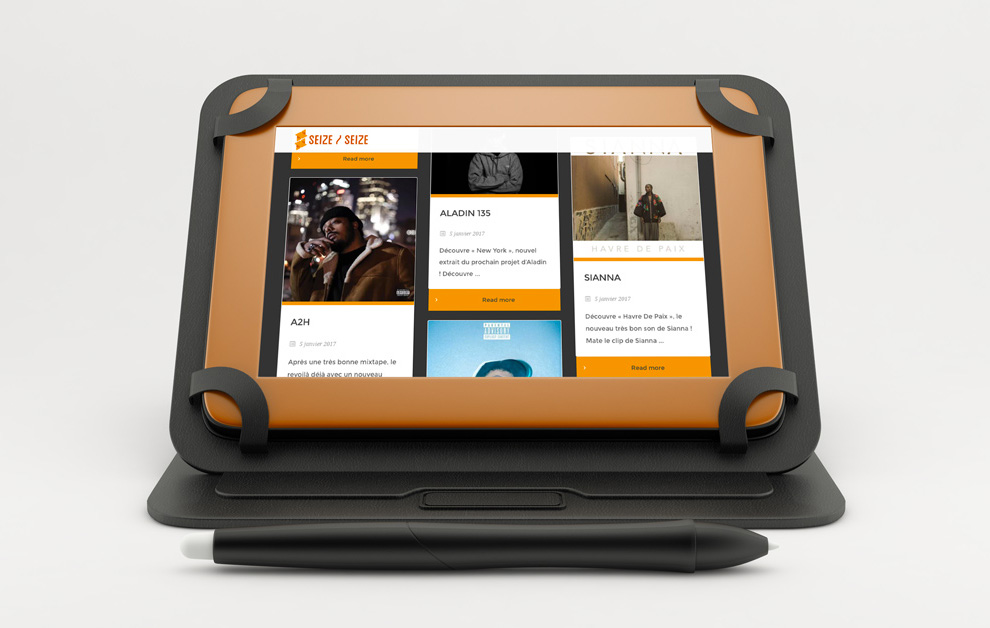 SEIZE / SEIZE
Read more
A2H
5 janvier 2017
Après une très bonne mixtape, le
revoilà déjà avec un nouveau
ALADIN 135
5 janvier 2017
Découvre « New York », nouvel
extrait du prochain projet d'Aladin
! Découvre ...
Read more
PARENTAL
ADVISORY
HAVRE DE PAIX
SIANNA
5 janvier 2017
Découvre « Havre De Paix », le
nouveau très bon son de Sianna !
Mate le clip de Sianna ...
Read more